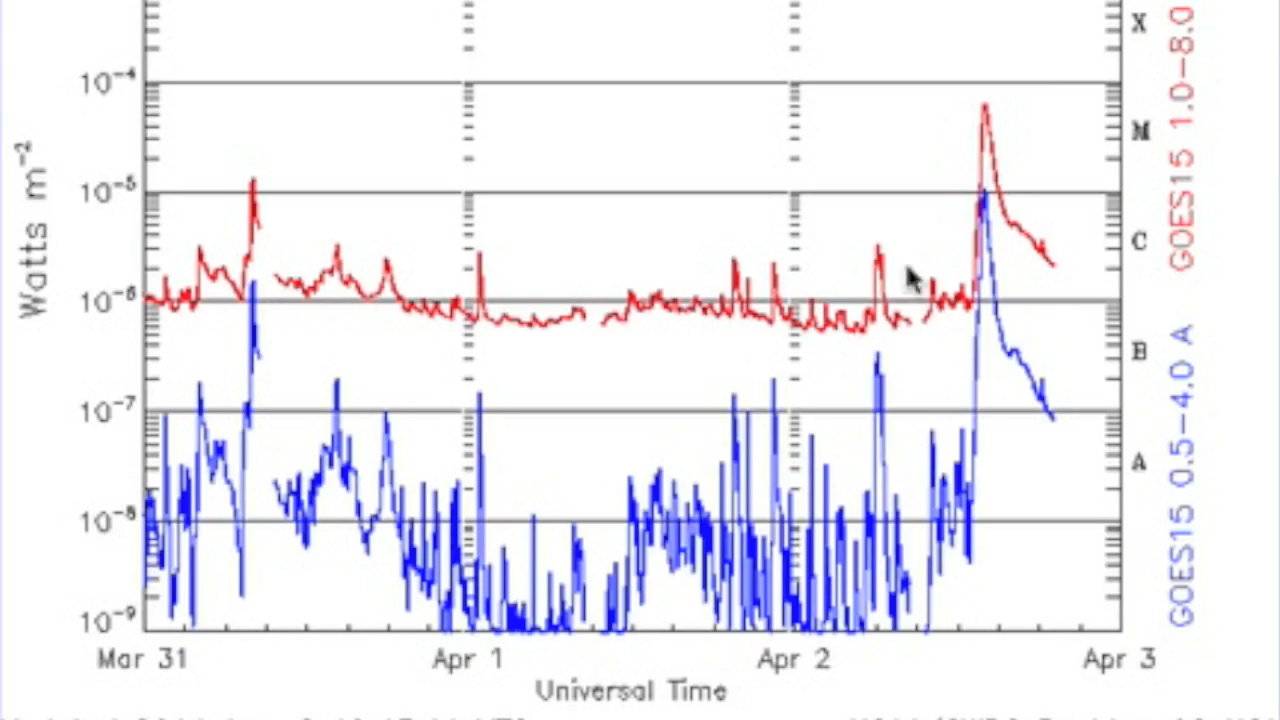 X
10⁻⁴
M
10⁻⁵
C
10⁻⁶
B
10⁻⁷
A
10⁻⁸
10⁻⁹
Watts m⁻²
GOES15 1.0–8.0
GOES15 0.5–4.0 A
Mar 31 Apr 1 Apr 2 Apr 3
Universal Time